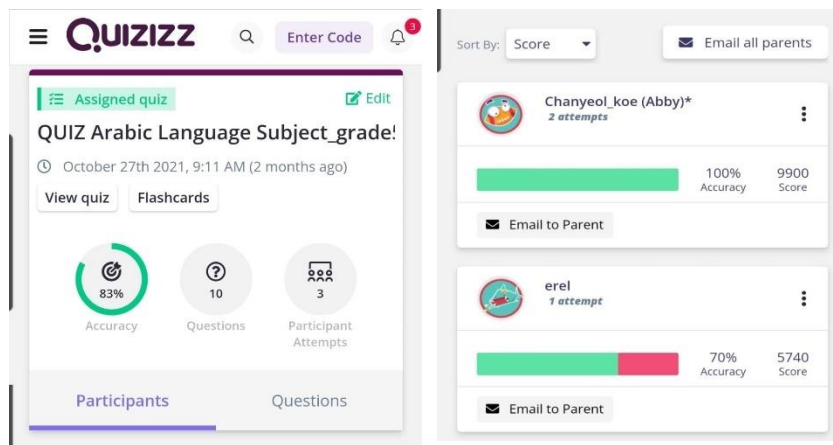 QUIZIZZ
Enter Code
3
Assigned quiz
Edit
QUIZ Arabic Language Subject_grade5
October 27th 2021, 9:11 AM (2 months ago)
View quiz
Flashcards
83%
10
3
Accuracy
Questions
Participant
Attempts
Participants
Questions
Sort By:
Score
Email all parents
Chanyeol_koe (Abby)*
2 attempts
100%
9900
Accuracy
Score
Email to Parent
erel
1 attempt
70%
5740
Accuracy
Score
Email to Parent